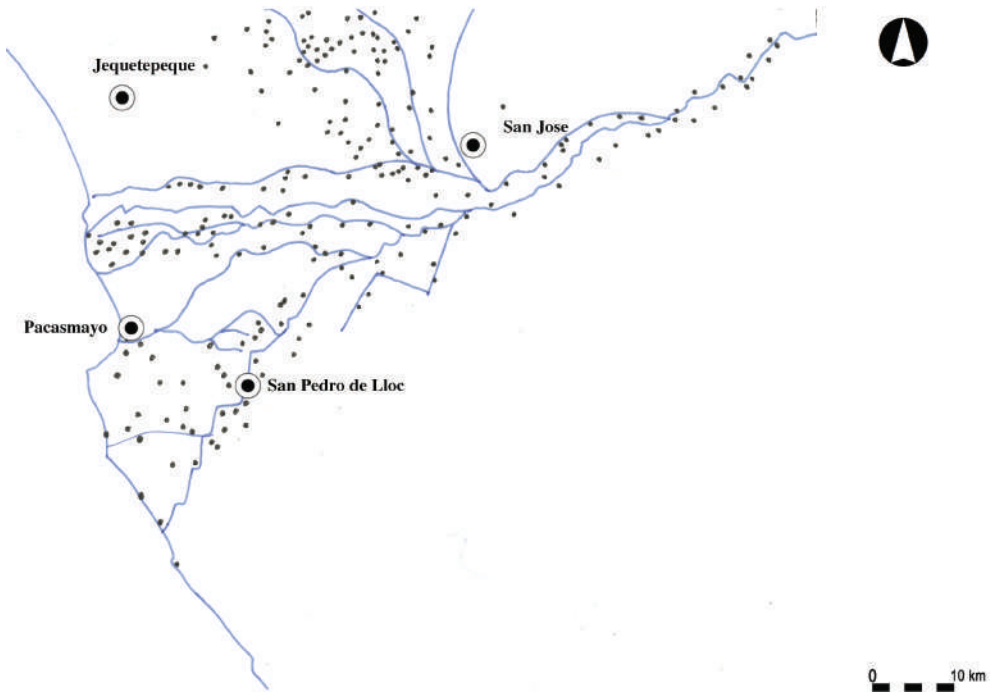 Jequetepeque
San Jose
Pacasmayo
San Pedro de Lloc
0 10 km